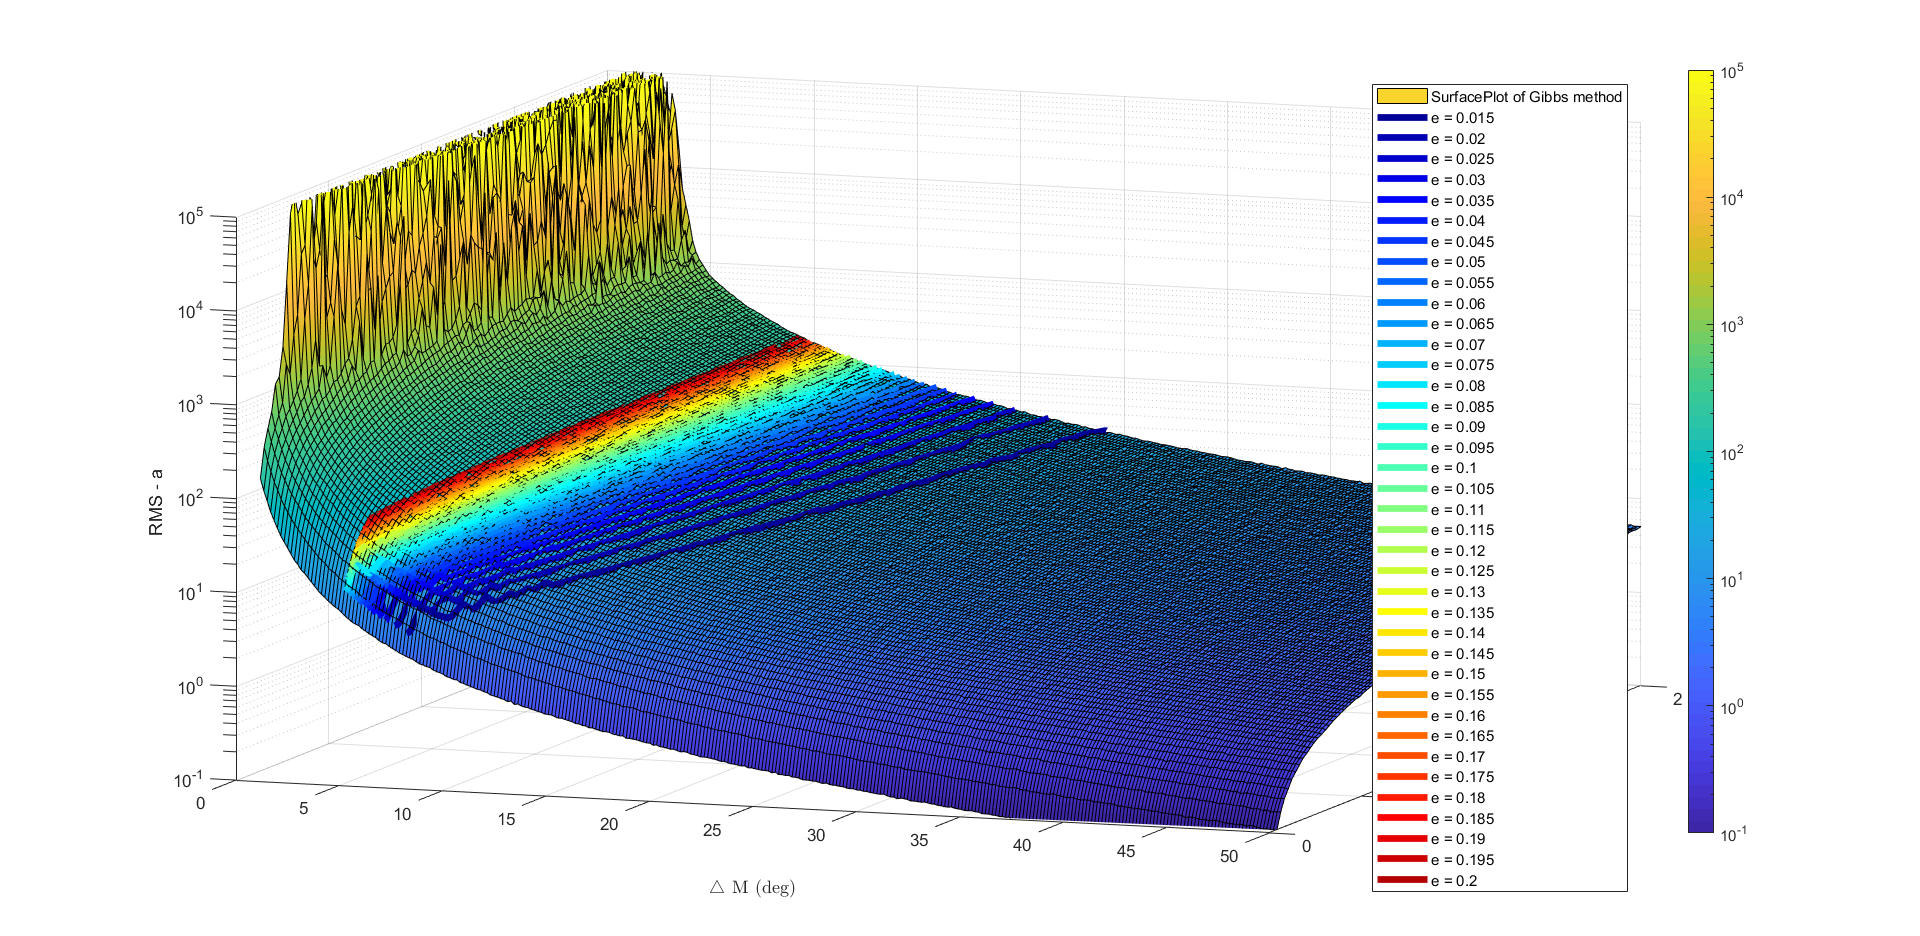 10^5
10^4
10^3
10^2
10^1
10^0
10^-1
RMS - a
0
5
10
15
20
25
30
35
40
45
50
△ M (deg)
0
2
SurfacePlot of Gibbs method
e = 0.015
e = 0.02
e = 0.025
e = 0.03
e = 0.035
e = 0.04
e = 0.045
e = 0.05
e = 0.055
e = 0.06
e = 0.065
e = 0.07
e = 0.075
e = 0.08
e = 0.085
e = 0.09
e = 0.095
e = 0.1
e = 0.105
e = 0.11
e = 0.115
e = 0.12
e = 0.125
e = 0.13
e = 0.135
e = 0.14
e = 0.145
e = 0.15
e = 0.155
e = 0.16
e = 0.165
e = 0.17
e = 0.175
e = 0.18
e = 0.185
e = 0.19
e = 0.195
e = 0.2
10^5
10^4
10^3
10^2
10^1
10^0
10^-1